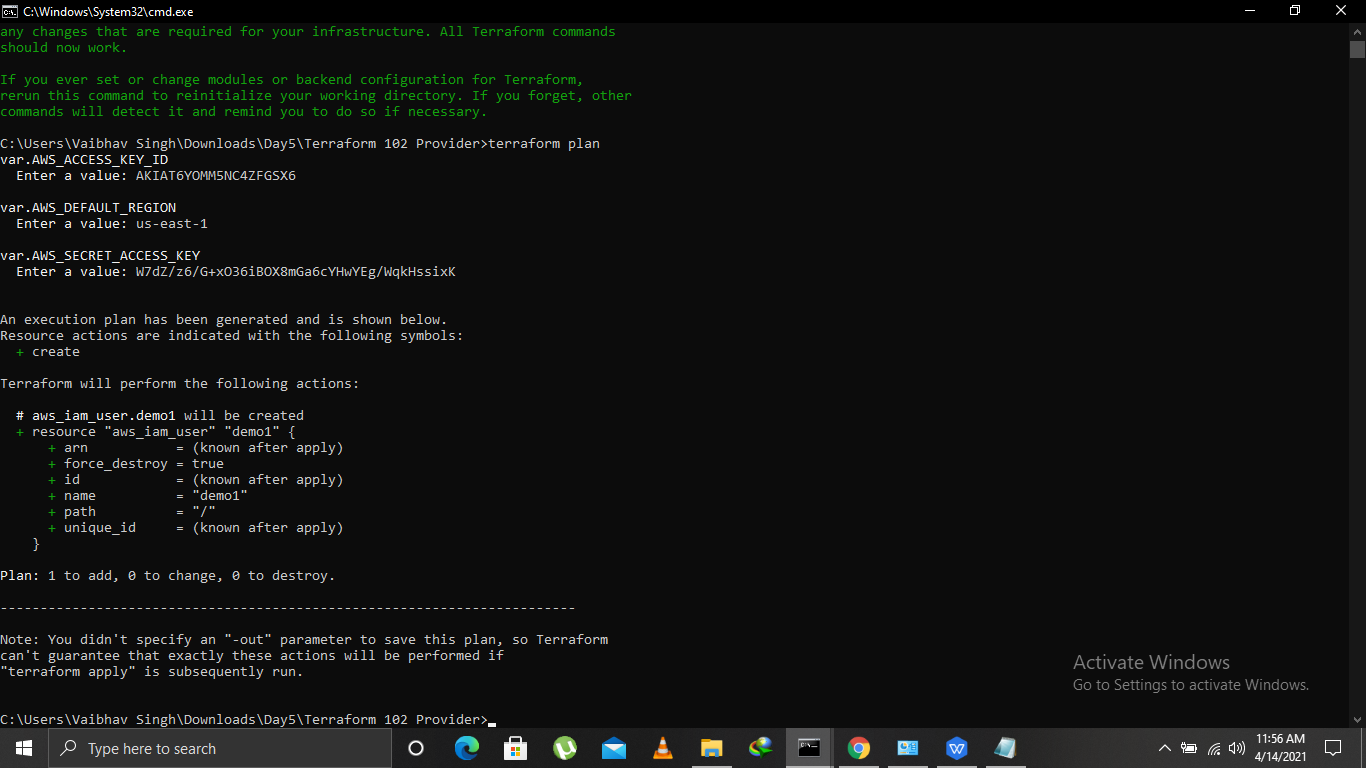 C:\Windows\System32\cmd.exe
any changes that are required for your infrastructure. All Terraform commands
should now work.
If you ever set or change modules or backend configuration for Terraform,
rerun this command to reinitialize your working directory. If you forget, other
commands will detect it and remind you to do so if necessary.
C:\Users\Vaibhav Singh\Downloads\Day5\Terraform 102 Provider>terraform plan
var.AWS_ACCESS_KEY_ID
  Enter a value: AKIAT6YOMM5NC4ZFGSX6
var.AWS_DEFAULT_REGION
  Enter a value: us-east-1
var.AWS_SECRET_ACCESS_KEY
  Enter a value: W7dZ/z6/G+xO36iBOX8mGa6cYHwYEg/WqkHssixK
An execution plan has been generated and is shown below.
Resource actions are indicated with the following symbols:
  + create
Terraform will perform the following actions:
  # aws_iam_user.demo1 will be created
  + resource "aws_iam_user" "demo1" {
      + arn           = (known after apply)
      + force_destroy = true
      + id            = (known after apply)
      + name          = "demo1"
      + path          = "/"
      + unique_id     = (known after apply)
    }
Plan: 1 to add, 0 to change, 0 to destroy.
------------------------------------------------------------------------
Note: You didn't specify an "-out" parameter to save this plan, so Terraform
can't guarantee that exactly these actions will be performed if
"terraform apply" is subsequently run.
C:\Users\Vaibhav Singh\Downloads\Day5\Terraform 102 Provider>
Activate Windows
Go to Settings to activate Windows.
Type here to search
11:56 AM
4/14/2021